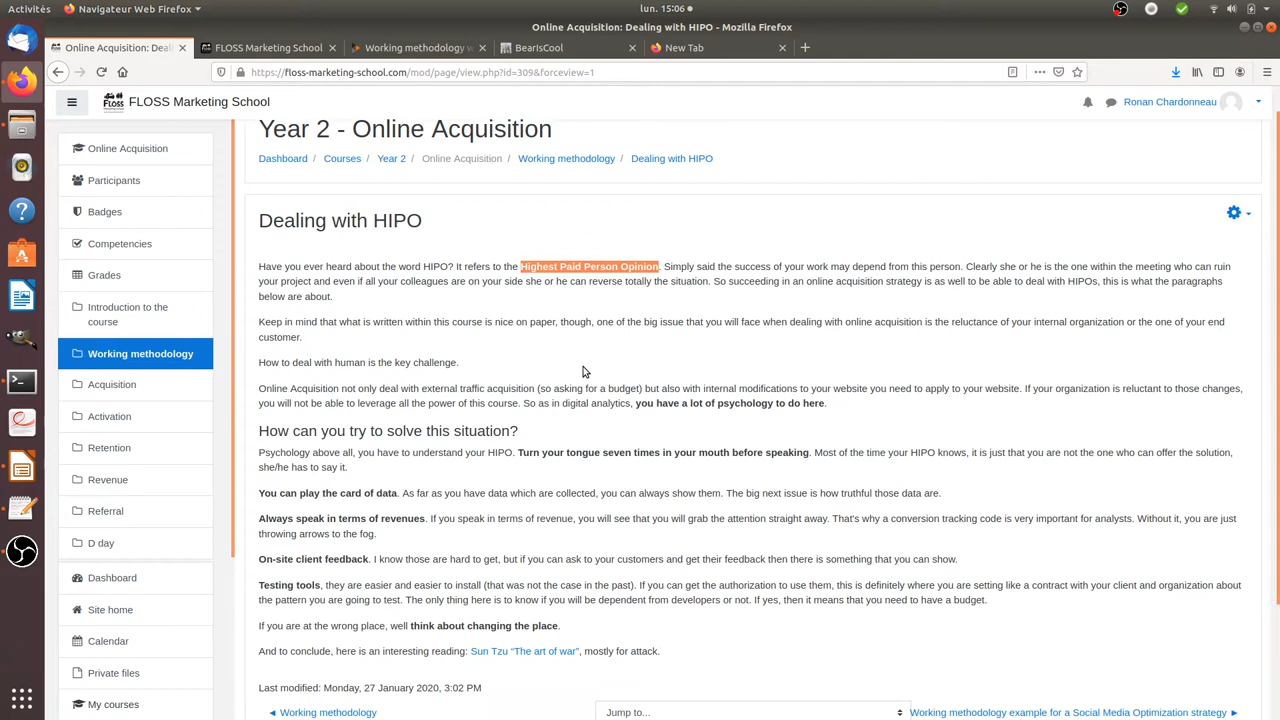 Activités
Navigateur Web Firefox
lun. 15:06
Online Acquisition: Dealing with HIPO - Mozilla Firefox
Online Acquisition: Deali
FLOSS Marketing School
Working methodology
BearIsCool
New Tab
https://floss-marketing-school.com/mod/page/view.php?id=309&forceview=1
Floss
FLOSS Marketing School
Ronan Chardonneau
Year 2 - Online Acquisition
Dashboard / Courses / Year 2 / Online Acquisition / Working methodology / Dealing with HIPO
Online Acquisition
Participants
Badges
Competencies
Grades
Introduction to the
course
Working methodology
Acquisition
Activation
Retention
Revenue
Referral
D day
Dashboard
Site home
Calendar
Private files
My courses
Dealing with HIPO
Have you ever heard about the word HIPO? It refers to the Highest Paid Person Opinion. Simply said the success of your work may depend from this person. Clearly she or he is the one within the meeting who can ruin
your project and even if all your colleagues are on your side she or he can reverse totally the situation. So succeeding in an online acquisition strategy is as well to be able to deal with HIPOs, this is what the paragraphs
below are about.
Keep in mind that what is written within this course is nice on paper, though, one of the big issue that you will face when dealing with online acquisition is the reluctance of your internal organization or the one of your end
customer.
How to deal with human is the key challenge.
Online Acquisition not only deal with external traffic acquisition (so asking for a budget) but also with internal modifications to your website you need to apply to your website. If your organization is reluctant to those changes,
you will not be able to leverage all the power of this course. So as in digital analytics, you have a lot of psychology to do here.
How can you try to solve this situation?
Psychology above all, you have to understand your HIPO. Turn your tongue seven times in your mouth before speaking. Most of the time your HIPO knows, it is just that you are not the one who can offer the solution,
she/he has to say it.
You can play the card of data. As far as you have data which are collected, you can always show them. The big next issue is how truthful those data are.
Always speak in terms of revenues. If you speak in terms of revenue, you will see that you will grab the attention straight away. That's why a conversion tracking code is very important for analysts. Without it, you are just
throwing arrows to the fog.
On-site client feedback. I know those are hard to get, but if you can ask to your customers and get their feedback then there is something that you can show.
Testing tools, they are easier and easier to install (that was not the case in the past). If you can get the authorization to use them, this is definitely where you are setting like a contract with your client and organization about
the pattern you are going to test. The only thing here is to know if you will be dependent from developers or not. If yes, then it means that you need to have a budget.
If you are at the wrong place, well think about changing the place.
And to conclude, here is an interesting reading: Sun Tzu “The art of war”, mostly for attack.
Last modified: Monday, 27 January 2020, 3:02 PM
◄ Working methodology
Jump to...
Working methodology example for a Social Media Optimization strategy ►